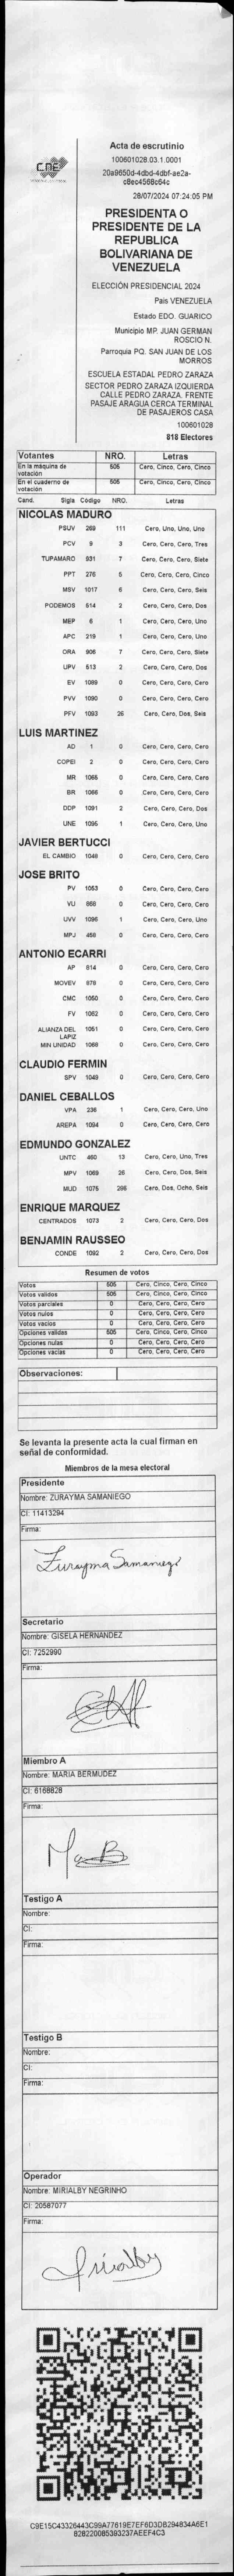 CNE
Acta de escrutinio
100601028.03.1.0001
20a9650d-4dbd-4dbf-ae2a-
c8ec4568c64c
28/07/2024 07:24:05 PM
PRESIDENTA O
PRESIDENTE DE LA
REPUBLICA
BOLIVARIANA DE
VENEZUELA
ELECCIÓN PRESIDENCIAL 2024
Pais VENEZUELA
Estado EDO. GUARICO
Municipio MP. JUAN GERMAN
ROSCIO N.
Parroquia PQ. SAN JUAN DE LOS
MORROS
ESCUELA ESTADAL PEDRO ZARAZA
SECTOR PEDRO ZARAZA IZQUIERDA
CALLE PEDRO ZARAZA. FRENTE
PASAJE ARAGUA CERCA TERMINAL
DE PASAJEROS CASA
100601028
818 Electores
Votantes NRO. Letras
En la máquina de votación 505 Cero, Cinco, Cero, Cinco
En el cuaderno de votación 505 Cero, Cinco, Cero, Cinco
Cand. Sigla Código NRO. Letras
NICOLAS MADURO
PSUV 269 111 Cero, Uno, Uno, Uno
PCV 9 3 Cero, Cero, Cero, Tres
TUPAMARO 931 7 Cero, Cero, Cero, Siete
PPT 276 5 Cero, Cero, Cero, Cinco
MSV 1017 6 Cero, Cero, Cero, Seis
PODEMOS 514 2 Cero, Cero, Cero, Dos
MEP 6 1 Cero, Cero, Cero, Uno
APC 219 1 Cero, Cero, Cero, Uno
ORA 906 7 Cero, Cero, Cero, Siete
UPV 513 2 Cero, Cero, Cero, Dos
EV 1089 0 Cero, Cero, Cero, Cero
PVV 1090 0 Cero, Cero, Cero, Cero
PFV 1093 26 Cero, Cero, Dos, Seis
LUIS MARTINEZ
AD 1 0 Cero, Cero, Cero, Cero
COPEI 2 0 Cero, Cero, Cero, Cero
MR 1065 0 Cero, Cero, Cero, Cero
BR 1066 0 Cero, Cero, Cero, Cero
DDP 1091 2 Cero, Cero, Cero, Dos
UNE 1095 1 Cero, Cero, Cero, Uno
JAVIER BERTUCCI
EL CAMBIO 1048 0 Cero, Cero, Cero, Cero
JOSE BRITO
PV 1053 0 Cero, Cero, Cero, Cero
VU 868 0 Cero, Cero, Cero, Cero
UVV 1096 1 Cero, Cero, Cero, Uno
MPJ 458 0 Cero, Cero, Cero, Cero
ANTONIO ECARRI
AP 814 0 Cero, Cero, Cero, Cero
MOVEV 879 0 Cero, Cero, Cero, Cero
CMC 1050 0 Cero, Cero, Cero, Cero
FV 1062 0 Cero, Cero, Cero, Cero
ALIANZA DEL LAPIZ 1051 0 Cero, Cero, Cero, Cero
MIN UNIDAD 1088 0 Cero, Cero, Cero, Cero
CLAUDIO FERMIN
SPV 1049 0 Cero, Cero, Cero, Cero
DANIEL CEBALLOS
VPA 238 1 Cero, Cero, Cero, Uno
AREPA 1094 0 Cero, Cero, Cero, Cero
EDMUNDO GONZALEZ
UNTC 460 13 Cero, Cero, Uno, Tres
MPV 1069 26 Cero, Cero, Dos, Seis
MUD 1075 286 Cero, Dos, Ocho, Seis
ENRIQUE MARQUEZ
CENTRADOS 1073 2 Cero, Cero, Cero, Dos
BENJAMIN RAUSSEO
CONDE 1092 2 Cero, Cero, Cero, Dos
Resumen de votos
Votos 505 Cero, Cinco, Cero, Cinco
Votos validos 505 Cero, Cinco, Cero, Cinco
Votos parciales 0 Cero, Cero, Cero, Cero
Votos nulos 0 Cero, Cero, Cero, Cero
Votos vacios 0 Cero, Cero, Cero, Cero
Opciones validas 505 Cero, Cinco, Cero, Cinco
Opciones nulas 0 Cero, Cero, Cero, Cero
Opciones vacias 0 Cero, Cero, Cero, Cero
Observaciones:
Se levanta la presente acta la cual firman en
señal de conformidad.
Miembros de la mesa electoral
Presidente
Nombre: ZURAYMA SAMANIEGO
CI: 11413294
Firma:
Zurayma Samaniego
Secretario
Nombre: GISELA HERNANDEZ
CI: 7252990
Firma:
Miembro A
Nombre: MARIA BERMUDEZ
CI: 6168828
Firma:
Testigo A
Nombre:
CI:
Firma:
Testigo B
Nombre:
CI:
Firma:
Operador
Nombre: MIRIALBY NEGRINHO
CI: 20587077
Firma:
C9E15C43326443C99A77619E7EF6D3DB294834A6E1
828220085393237AEEF4C3